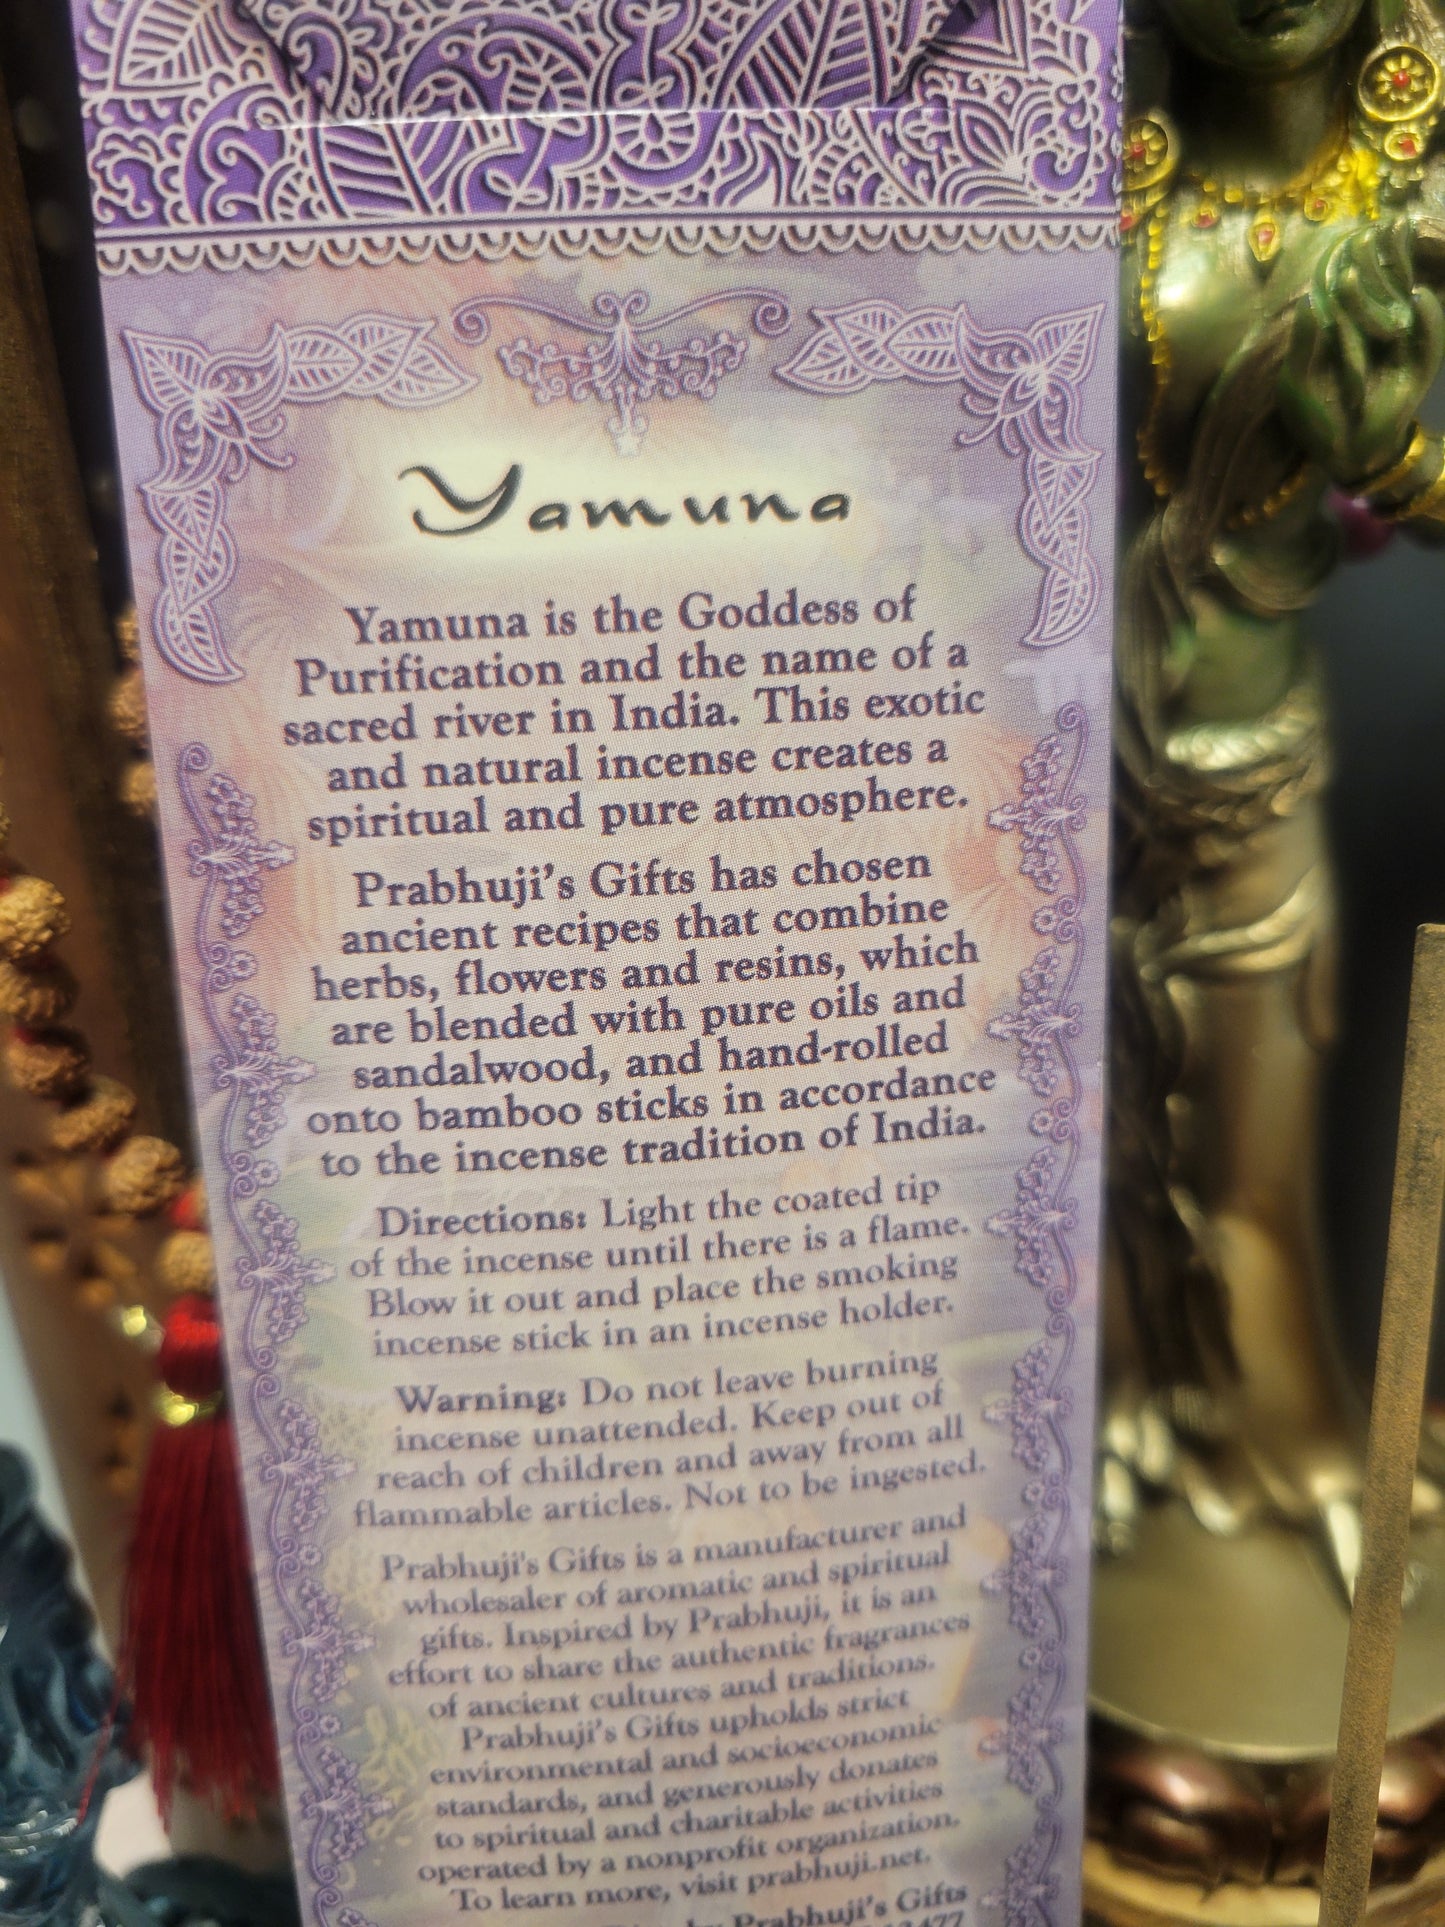 Yamuna
Yamuna is the Goddess of
Purification and the name of a
sacred river in India. This exotic
and natural incense creates a
spiritual and pure atmosphere.
Prabhuji's Gifts has chosen
ancient recipes that combine
herbs, flowers and resins, which
are blended with pure oils and
sandalwood, and hand-rolled
onto bamboo sticks in accordance
to the incense tradition of India.
Directions: Light the coated tip
of the incense until there is a flame.
Blow it out and place the smoking
incense stick in an incense holder.
Warning: Do not leave burning
incense unattended. Keep out of
reach of children and away from all
flammable articles. Not to be ingested.
Prabhuji's Gifts is a manufacturer and
wholesaler of aromatic and spiritual
gifts. Inspired by Prabhuji, it is an
effort to share the authentic fragrances
of ancient cultures and traditions.
Prabhuji's Gifts upholds strict
environmental and socioeconomic
standards, and generously donates
to spiritual and charitable activities
operated by a nonprofit organization.
To learn more, visit prabhuji.net.
by Prabhuji's Gifts